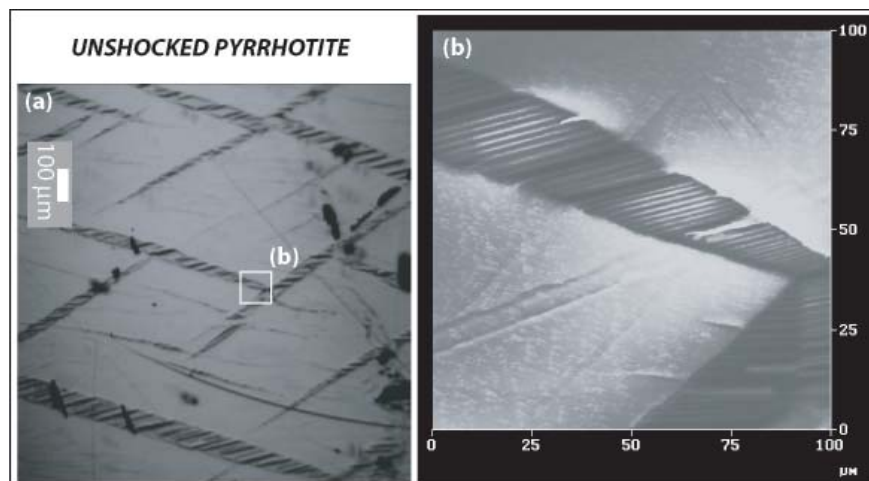 UNSHOCKED PYRRHOTITE
(a)
100 µm
(b)
(b)
100
75
50
25
0
0 25 50 75 100
µM